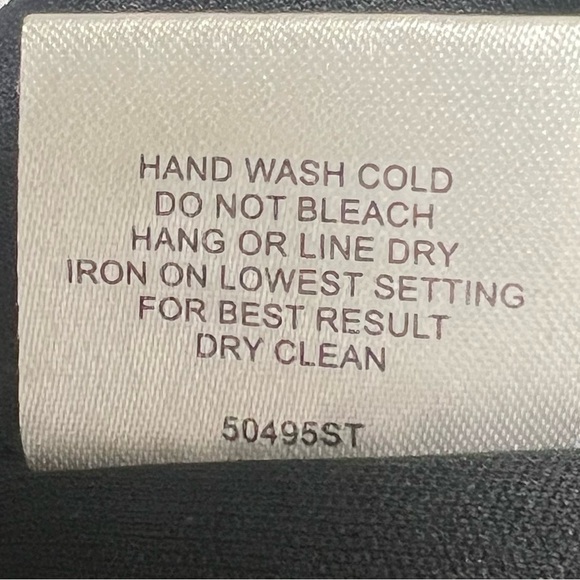 HAND WASH COLD
DO NOT BLEACH
HANG OR LINE DRY
IRON ON LOWEST SETTING
FOR BEST RESULT
DRY CLEAN
50495ST